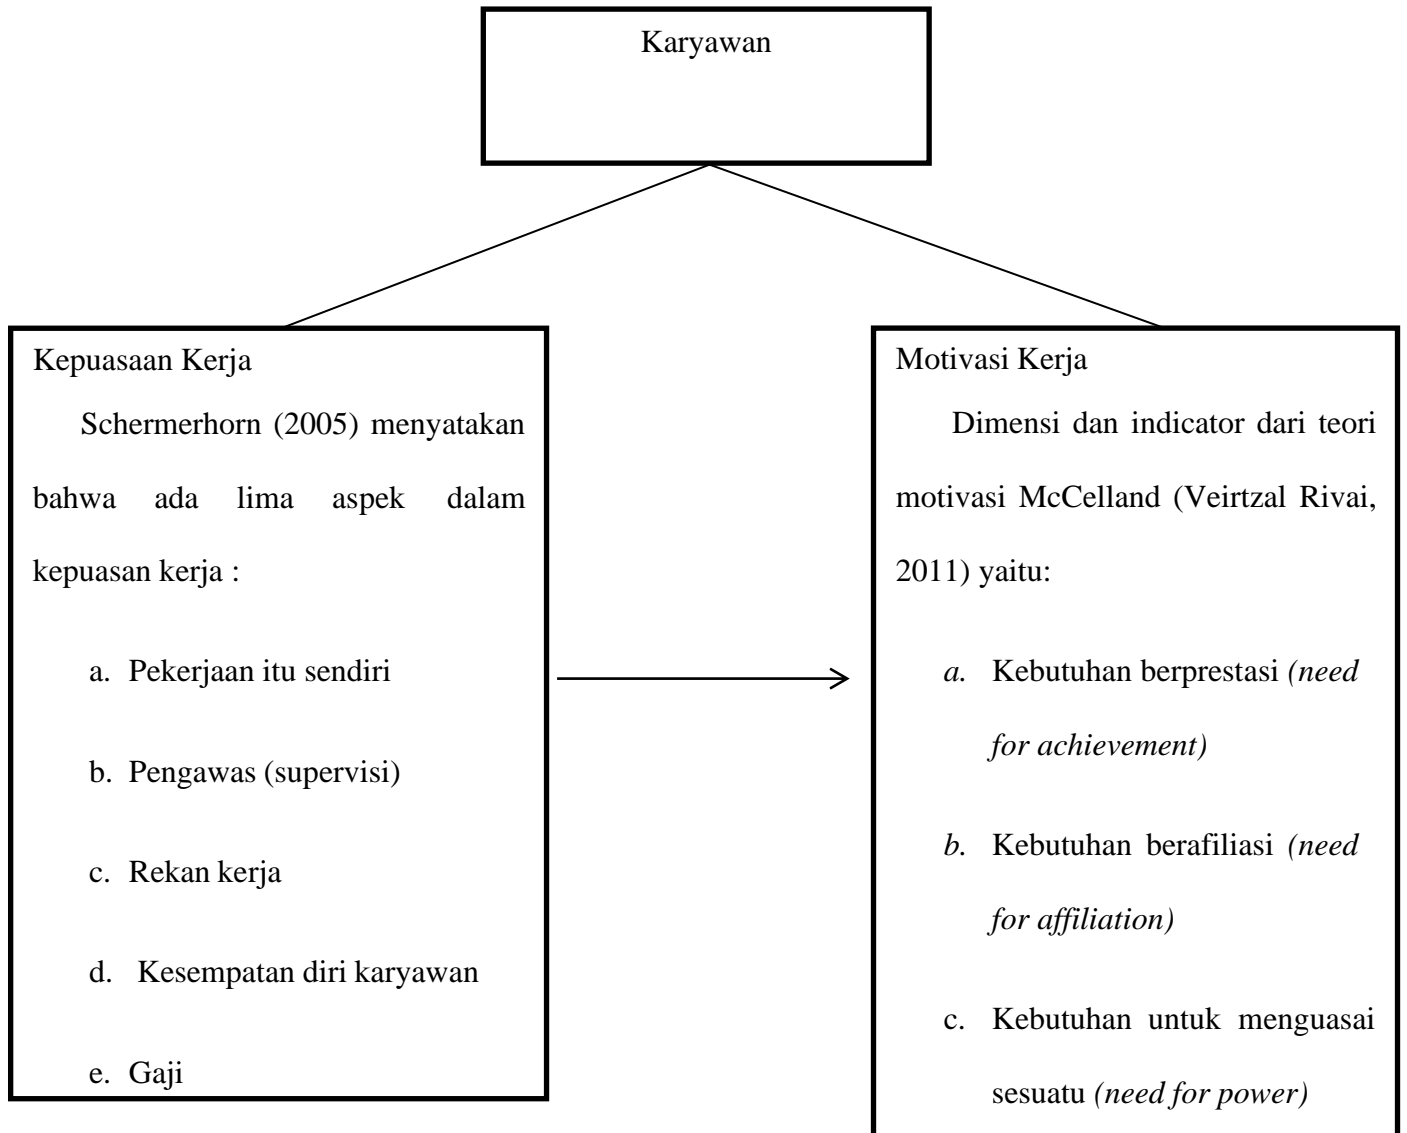 Karyawan
Kepuasaan Kerja
Schermerhorn (2005) menyatakan
bahwa ada lima aspek dalam
kepuasan kerja :
a. Pekerjaan itu sendiri
b. Pengawas (supervisi)
c. Rekan kerja
d. Kesempatan diri karyawan
e. Gaji
Motivasi Kerja
Dimensi dan indicator dari teori
motivasi McCelland (Veirtzal Rivai,
2011) yaitu:
a. Kebutuhan berprestasi (need
for achievement)
b. Kebutuhan berafiliasi (need
for affiliation)
c. Kebutuhan untuk menguasai
sesuatu (need for power)